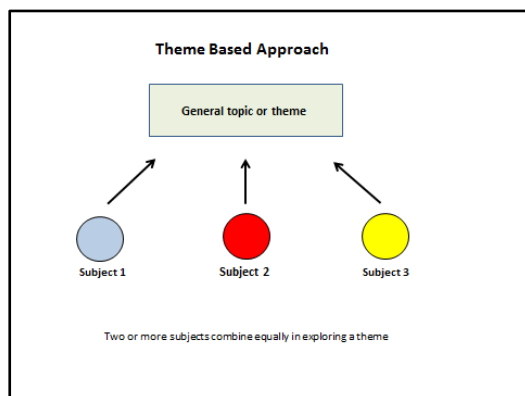 Theme Based Approach
General topic or theme
Subject 1
Subject 2
Subject 3
Two or more subjects combine equally in exploring a theme